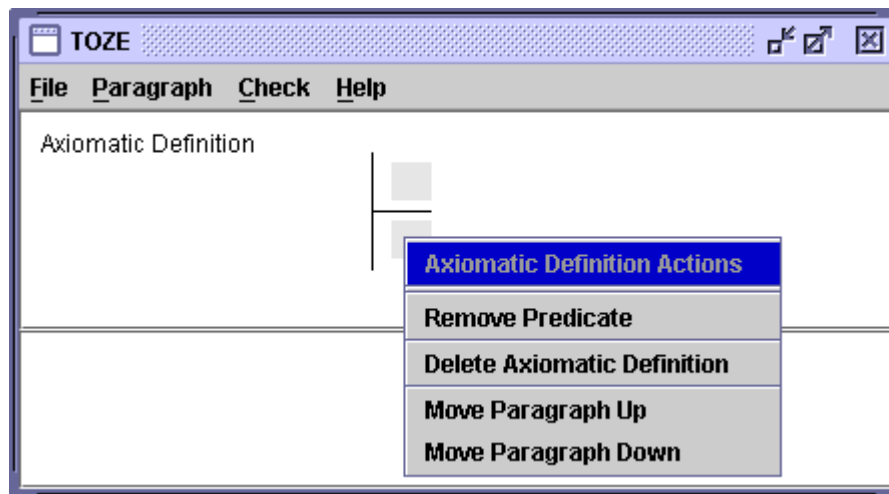 TOZE
File Paragraph Check Help
Axiomatic Definition
Axiomatic Definition Actions
Remove Predicate
Delete Axiomatic Definition
Move Paragraph Up
Move Paragraph Down